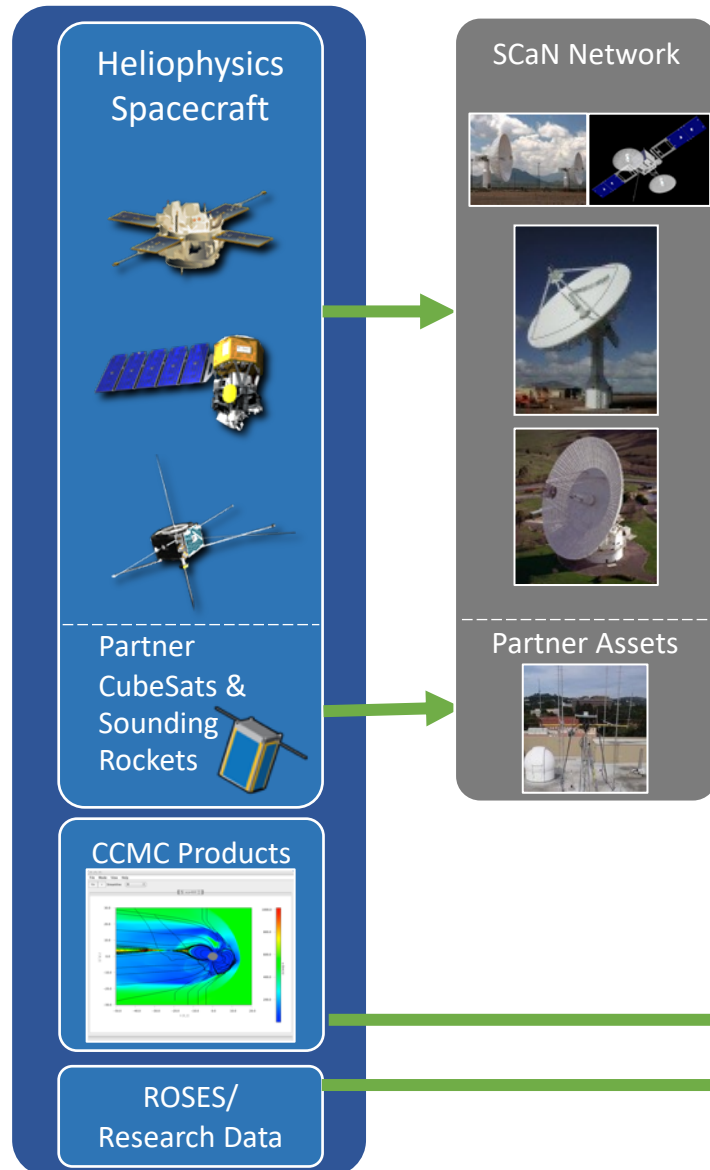 Heliophysics
Spacecraft
Partner
CubeSats &
Sounding
Rockets
CCMC Products
ROSES/
Research Data
SCaN Network
Partner Assets